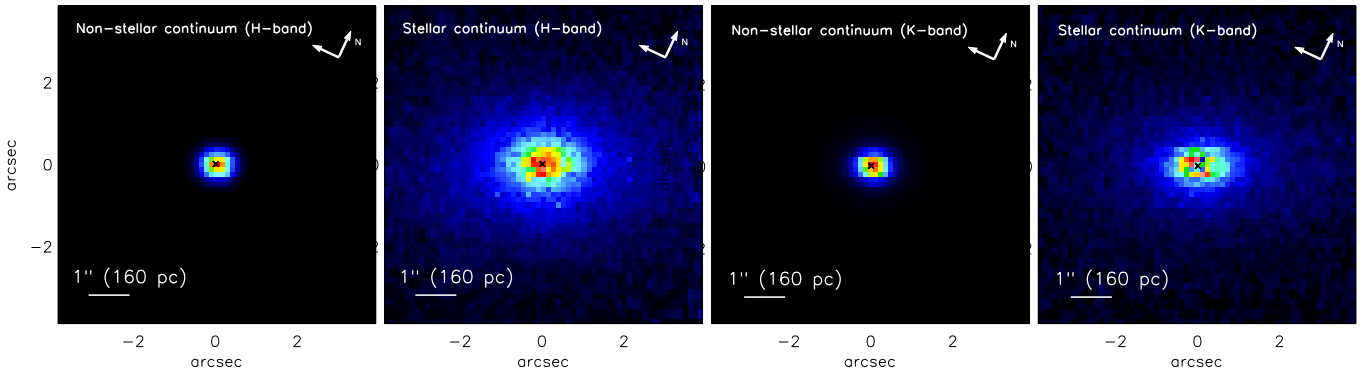 Non-stellar continuum (H-band)
N
Stellar continuum (H-band)
N
Non-stellar continuum (K-band)
N
Stellar continuum (K-band)
N
2
0
−2
arcsec
1'' (160 pc)
1'' (160 pc)
1'' (160 pc)
1'' (160 pc)
−2 0 2
−2 0 2
−2 0 2
−2 0 2
arcsec
arcsec
arcsec
arcsec